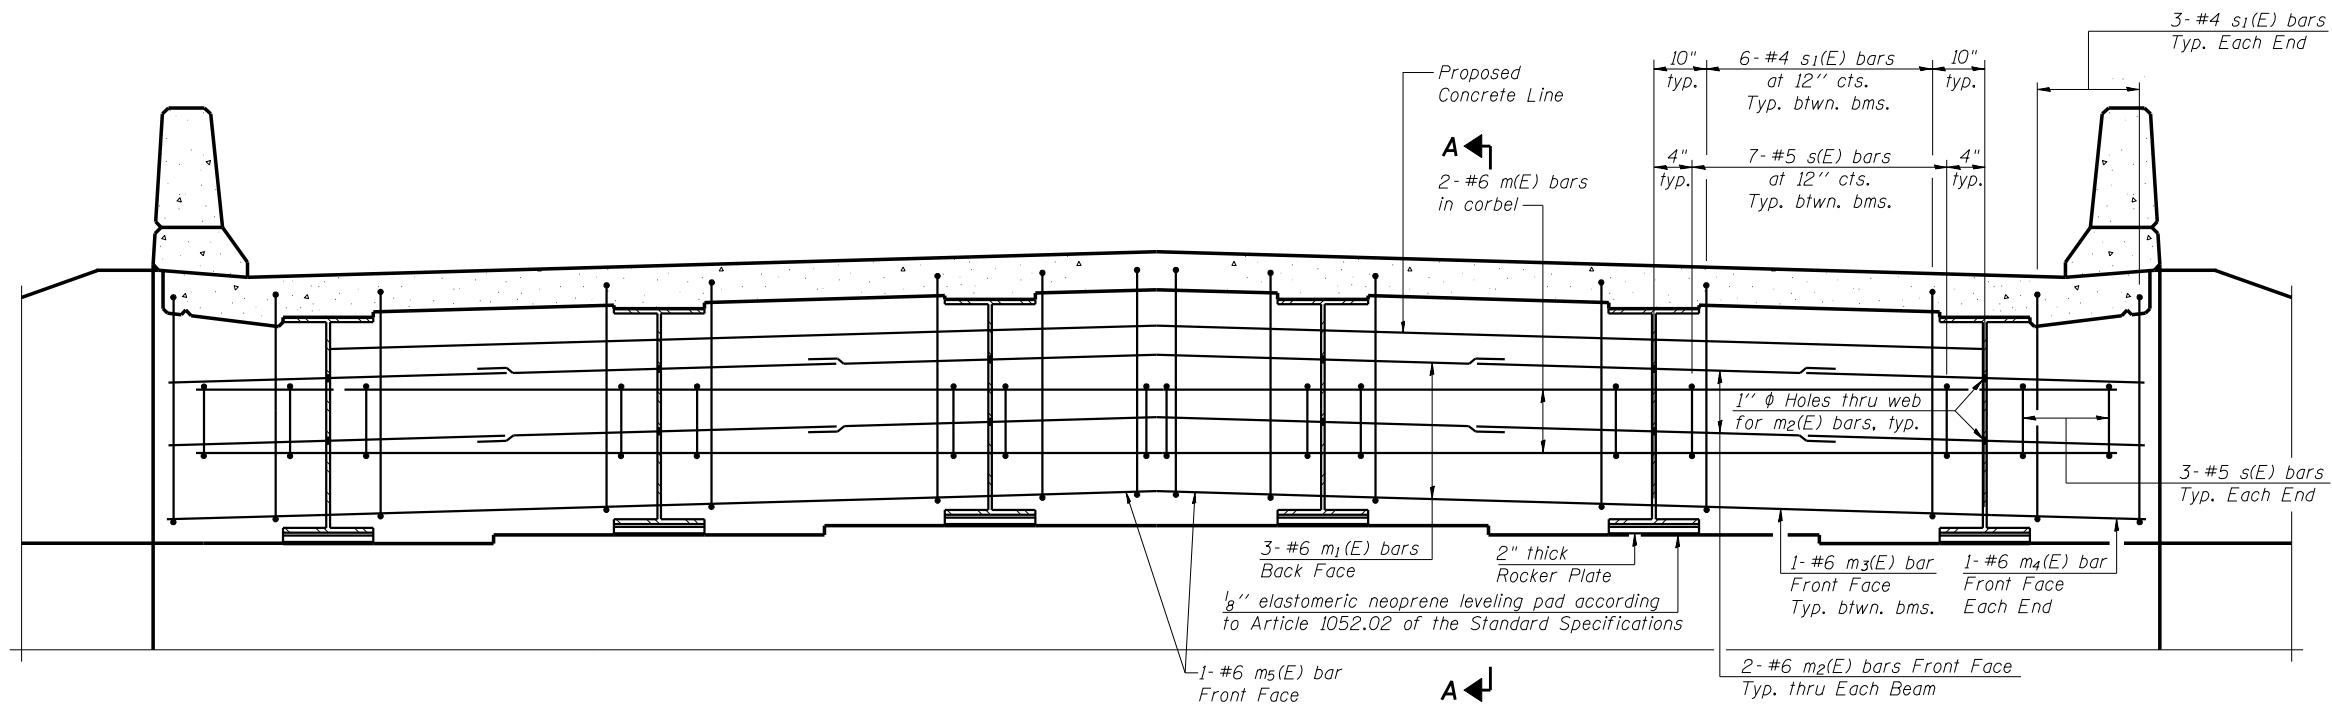 3-#4 s1(E) bars
Typ. Each End
10"
typ.
6-#4 s1(E) bars
at 12" cts.
Typ. btwn. bms.
10"
typ.
Proposed
Concrete Line
A
2-#6 m(E) bars
in corbel
4"
typ.
7-#5 s(E) bars
at 12" cts.
Typ. btwn. bms.
4"
typ.
1" ϕ Holes thru web
for m2(E) bars, typ.
3-#5 s(E) bars
Typ. Each End
3-#6 m1(E) bars
Back Face
2" thick
Rocker Plate
1/8" elastomeric neoprene leveling pad according
to Article 1052.02 of the Standard Specifications
1-#6 m3(E) bar
Front Face
Typ. btwn. bms.
1-#6 m4(E) bar
Front Face
Each End
1-#6 m5(E) bar
Front Face
A
2-#6 m2(E) bars Front Face
Typ. thru Each Beam